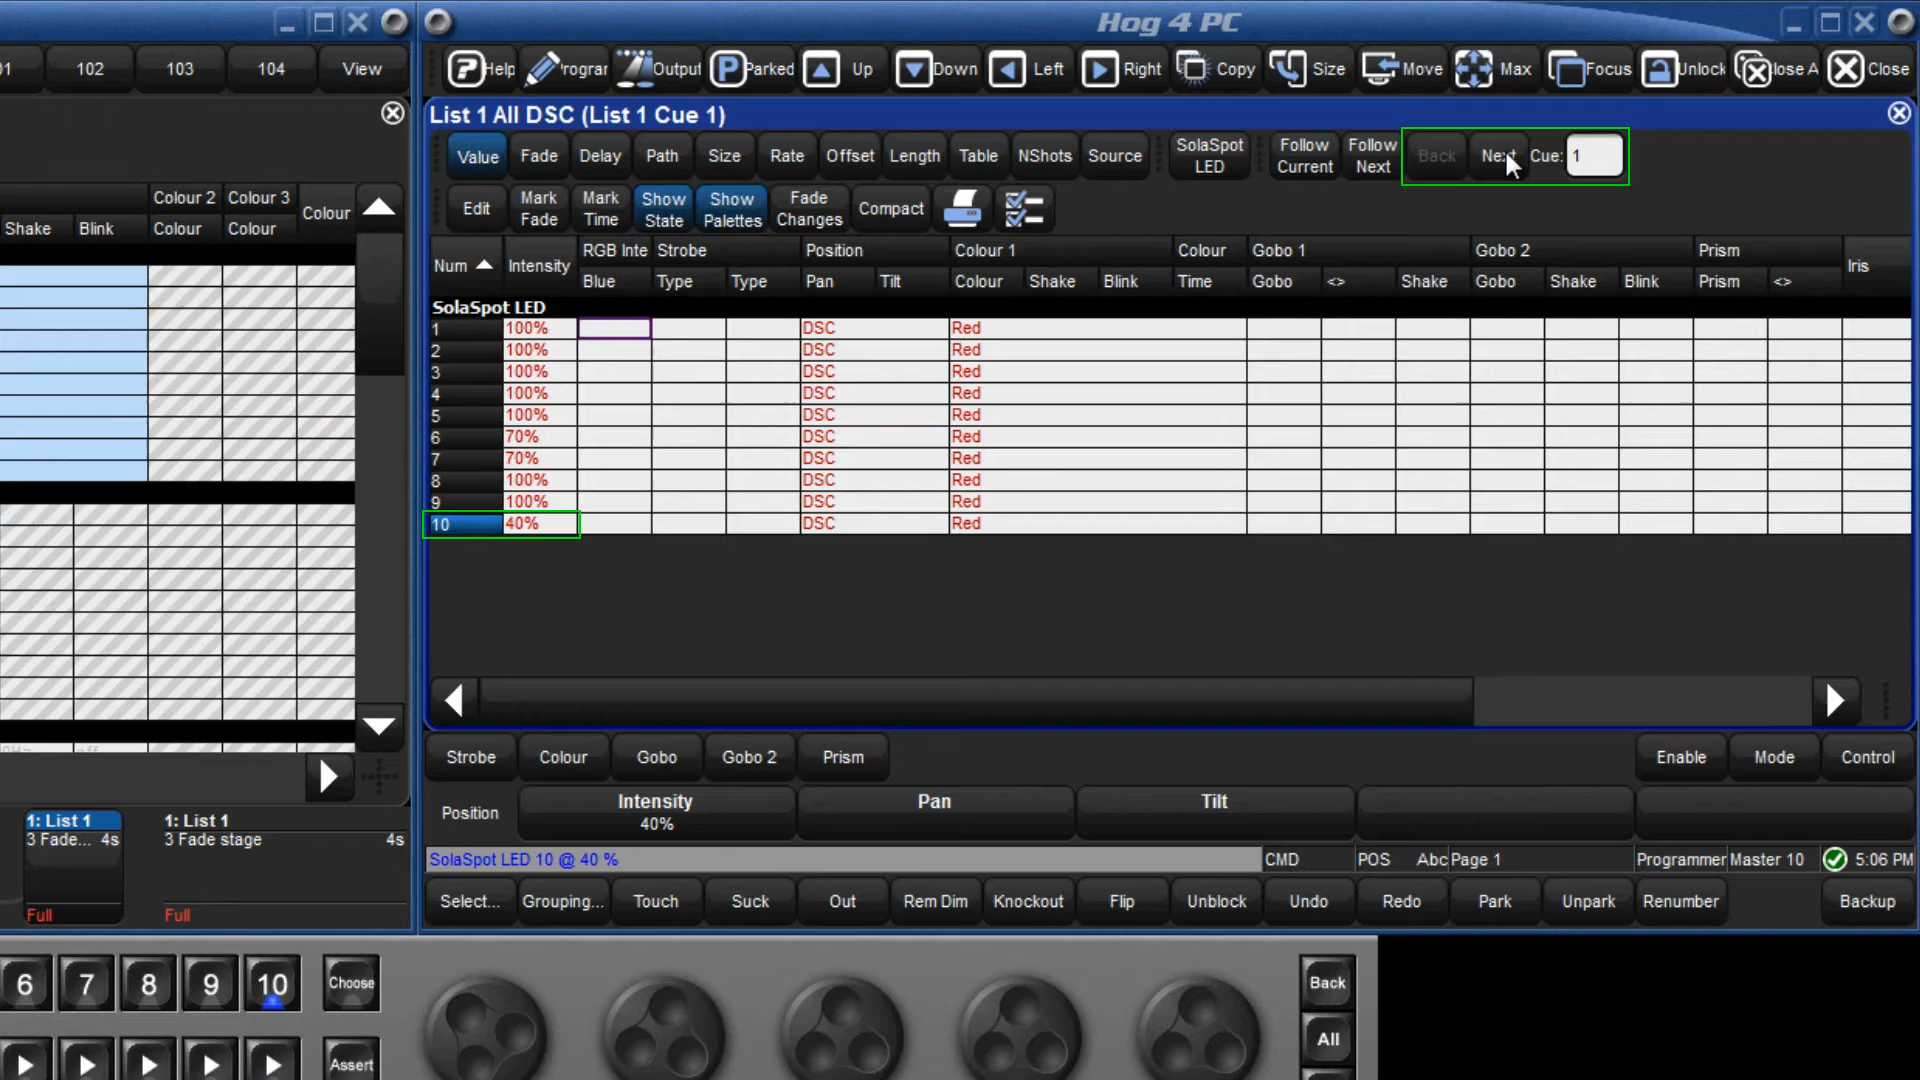 Hog 4 PC
01 102 103 104 View
Help Program Output Parked Up Down Left Right Copy Size Move Max Focus Unlock lose A Close
List 1 All DSC (List 1 Cue 1)
Value Fade Delay Path Size Rate Offset Length Table NShots Source SolaSpot LED Follow Current Follow Next Back Next Cue: 1
Edit Mark Fade Mark Time Show State Show Palettes Fade Changes Compact
Colour 2 Colour 3 Colour
Shake Blink Colour Colour
Num Intensity RGB Inte Strobe Position Colour 1 Colour Gobo 1 Gobo 2 Prism Iris
Blue Type Type Pan Tilt Colour Shake Blink Time Gobo <> Shake Gobo Shake Blink Prism <>
SolaSpot LED
1 100% DSC Red
2 100% DSC Red
3 100% DSC Red
4 100% DSC Red
5 100% DSC Red
6 70% DSC Red
7 70% DSC Red
8 100% DSC Red
9 100% DSC Red
10 40% DSC Red
Strobe Colour Gobo Gobo 2 Prism Enable Mode Control
Position Intensity Pan Tilt
40%
1: List 1 1: List 1
3 Fade... 4s 3 Fade stage 4s
Full Full
SolaSpot LED 10 @ 40 % CMD POS Abc Page 1 Programmer Master 10 5:06 PM
Select... Grouping... Touch Suck Out Rem Dim Knockout Flip Unblock Undo Redo Park Unpark Renumber Backup
6 7 8 9 10 Choose Back
Assert All